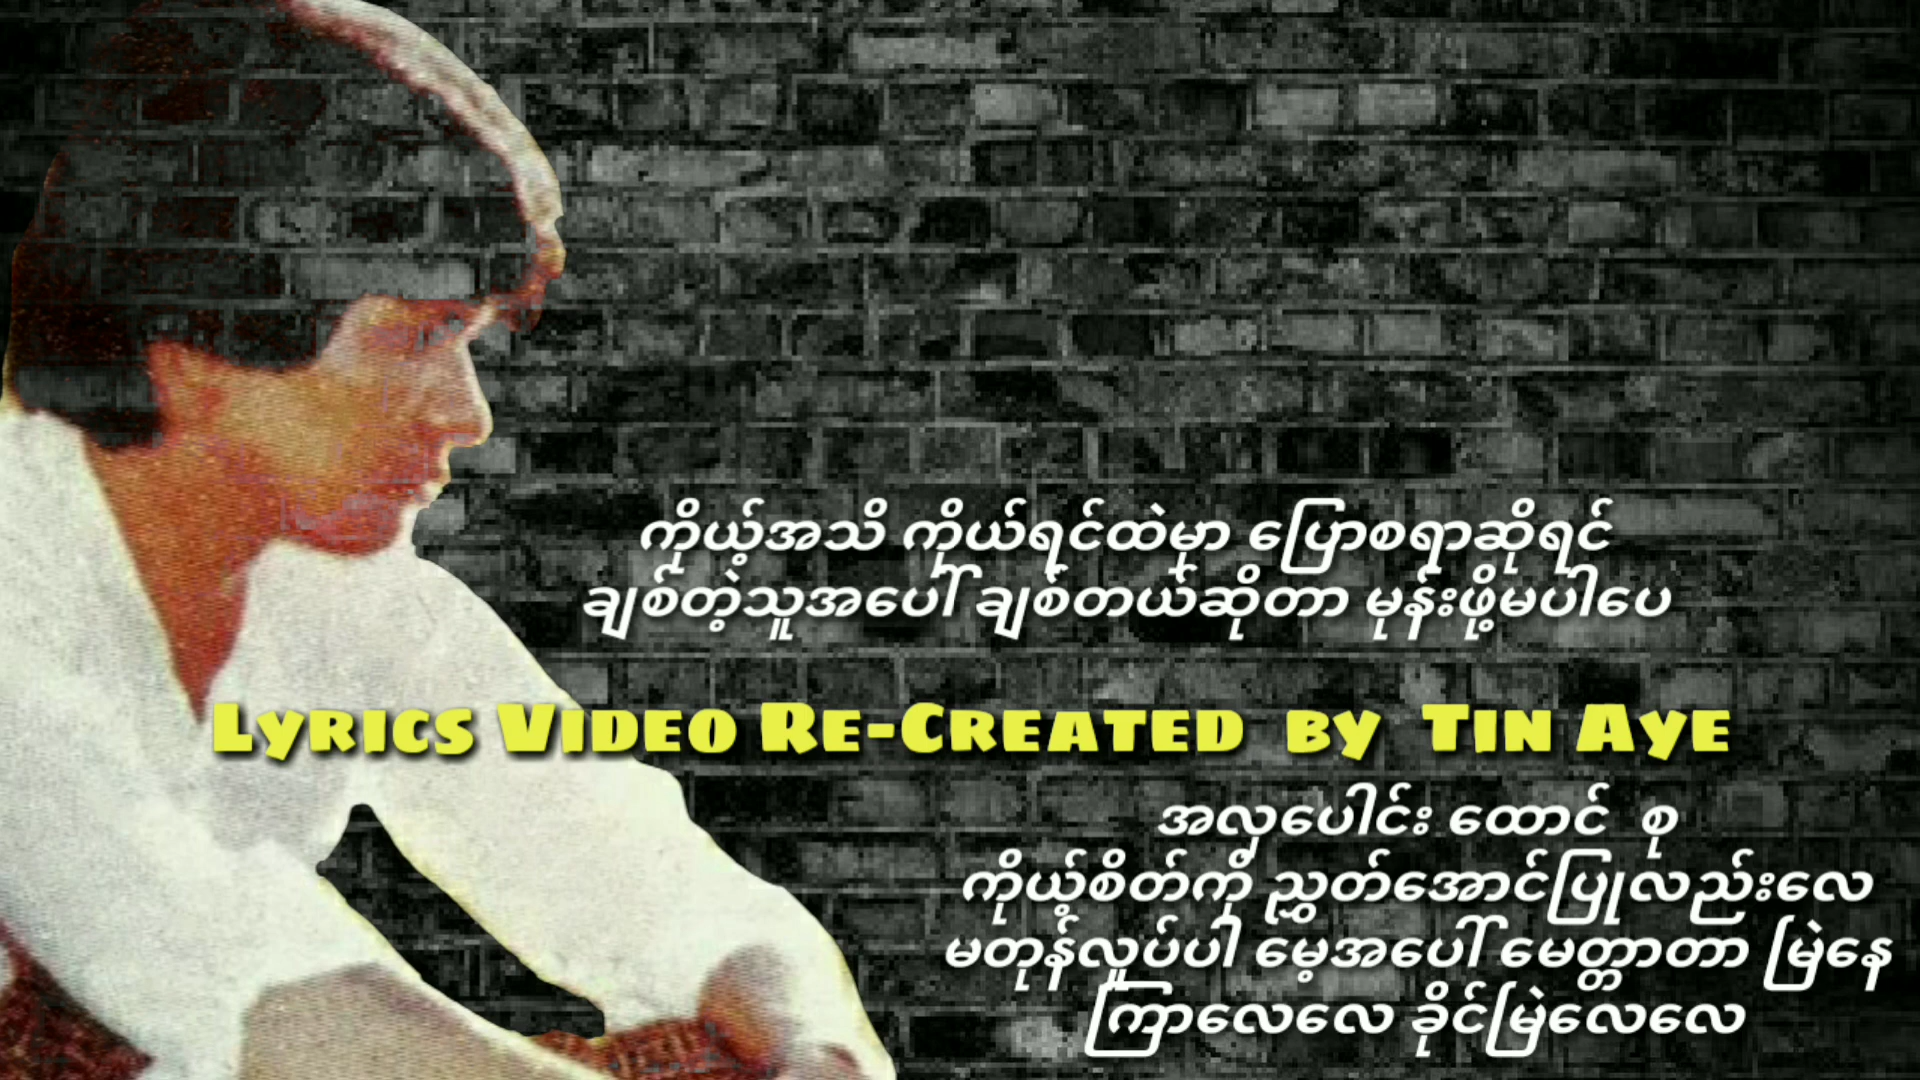 ကိုယ့်အသိ ကိုယ်ရင်ထဲမှာ ပြောစရာဆိုရင်
ချစ်တဲ့သူအပေါ် ချစ်တယ်ဆိုတာ မုန်းဖို့မပါပေ
Lyrics Video Re-Created by Tin Aye
အလှပေါင်း ထောင် စု
ကိုယ့်စိတ်ကို ညွှတ်အောင်ပြုလည်းလေ
မတုန်လှုပ်ပါ မေ့အပေါ် မေတ္တာတာ မြဲနေ
ကြာလေလေ ခိုင်မြဲလေလေ